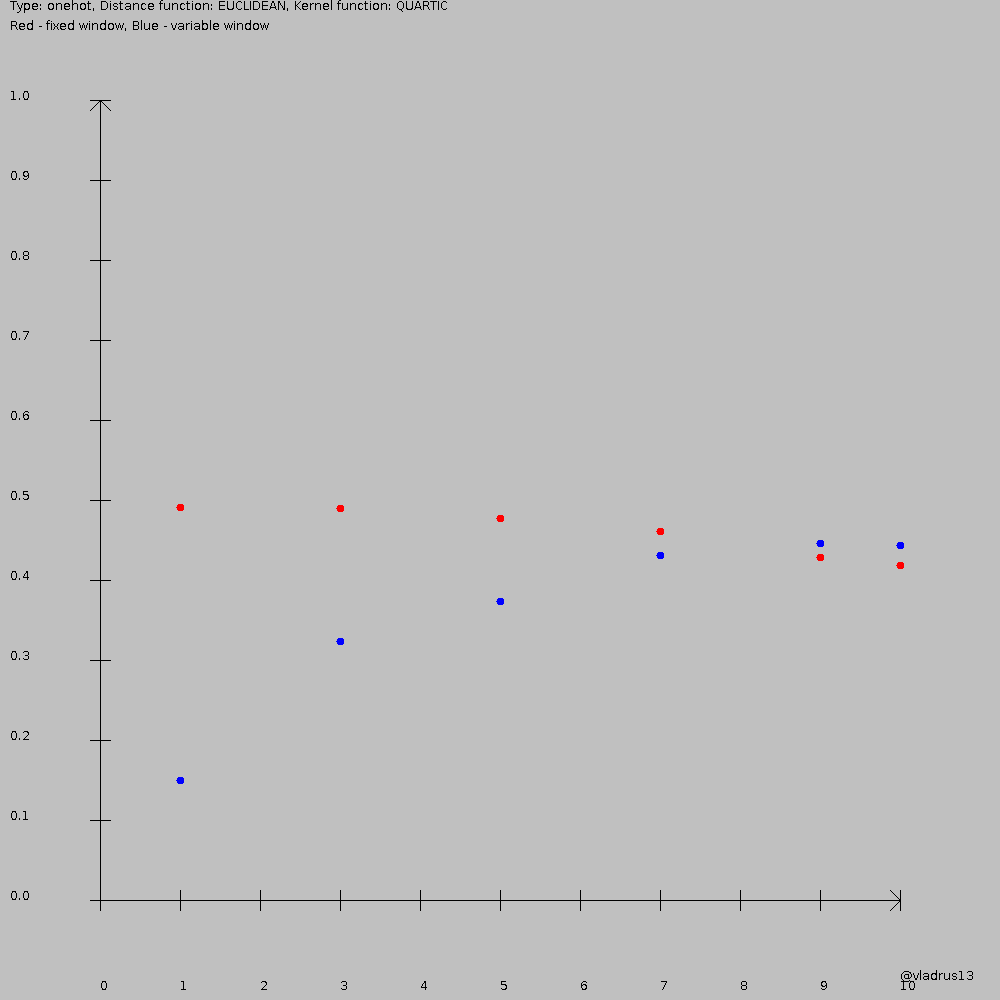 Type: onehot, Distance function: EUCLIDEAN, Kernel function: QUARTIC
Red - fixed window, Blue - variable window
1.0
0.9
0.8
0.7
0.6
0.5
0.4
0.3
0.2
0.1
0.0
@vladrus13
0 1 2 3 4 5 6 7 8 9 10